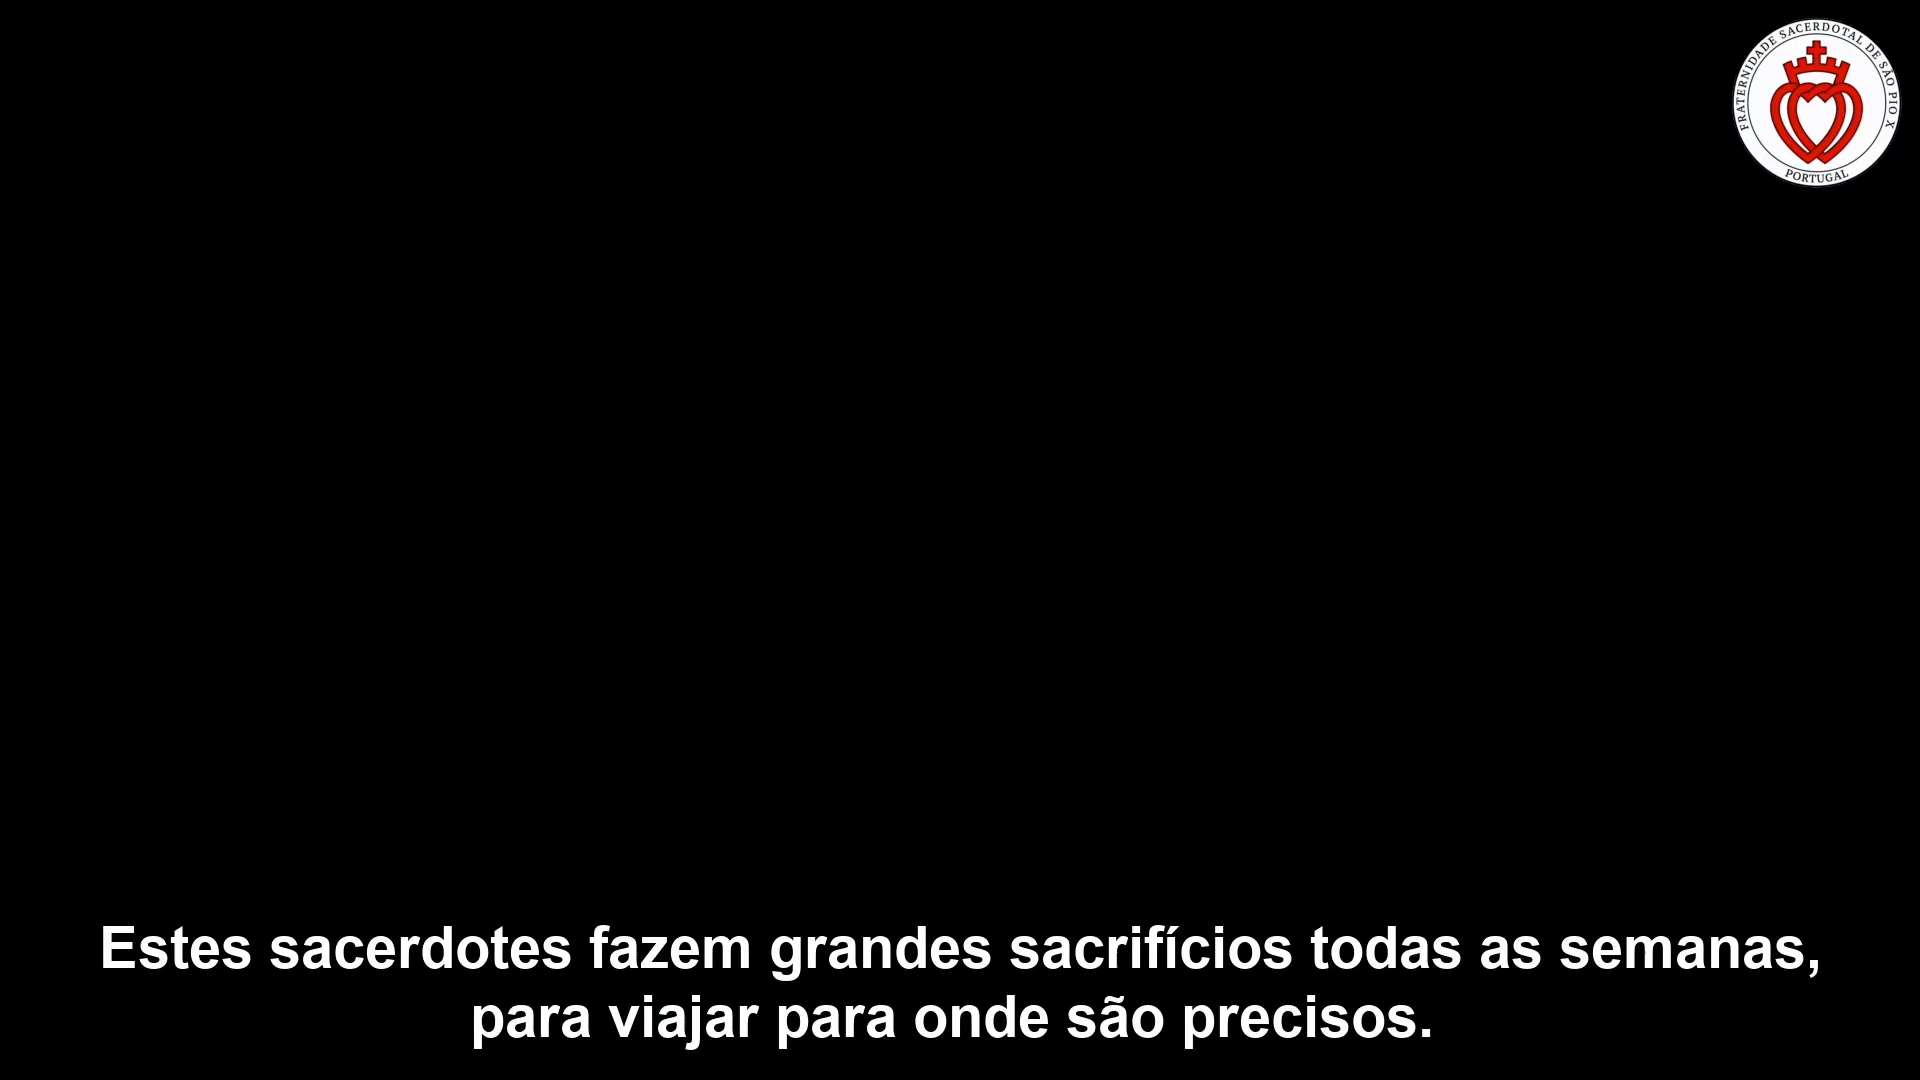 FRATERNIDADE SACERDOTAL DE SÃO PIO X
PORTUGAL
Estes sacerdotes fazem grandes sacrifícios todas as semanas,
para viajar para onde são precisos.